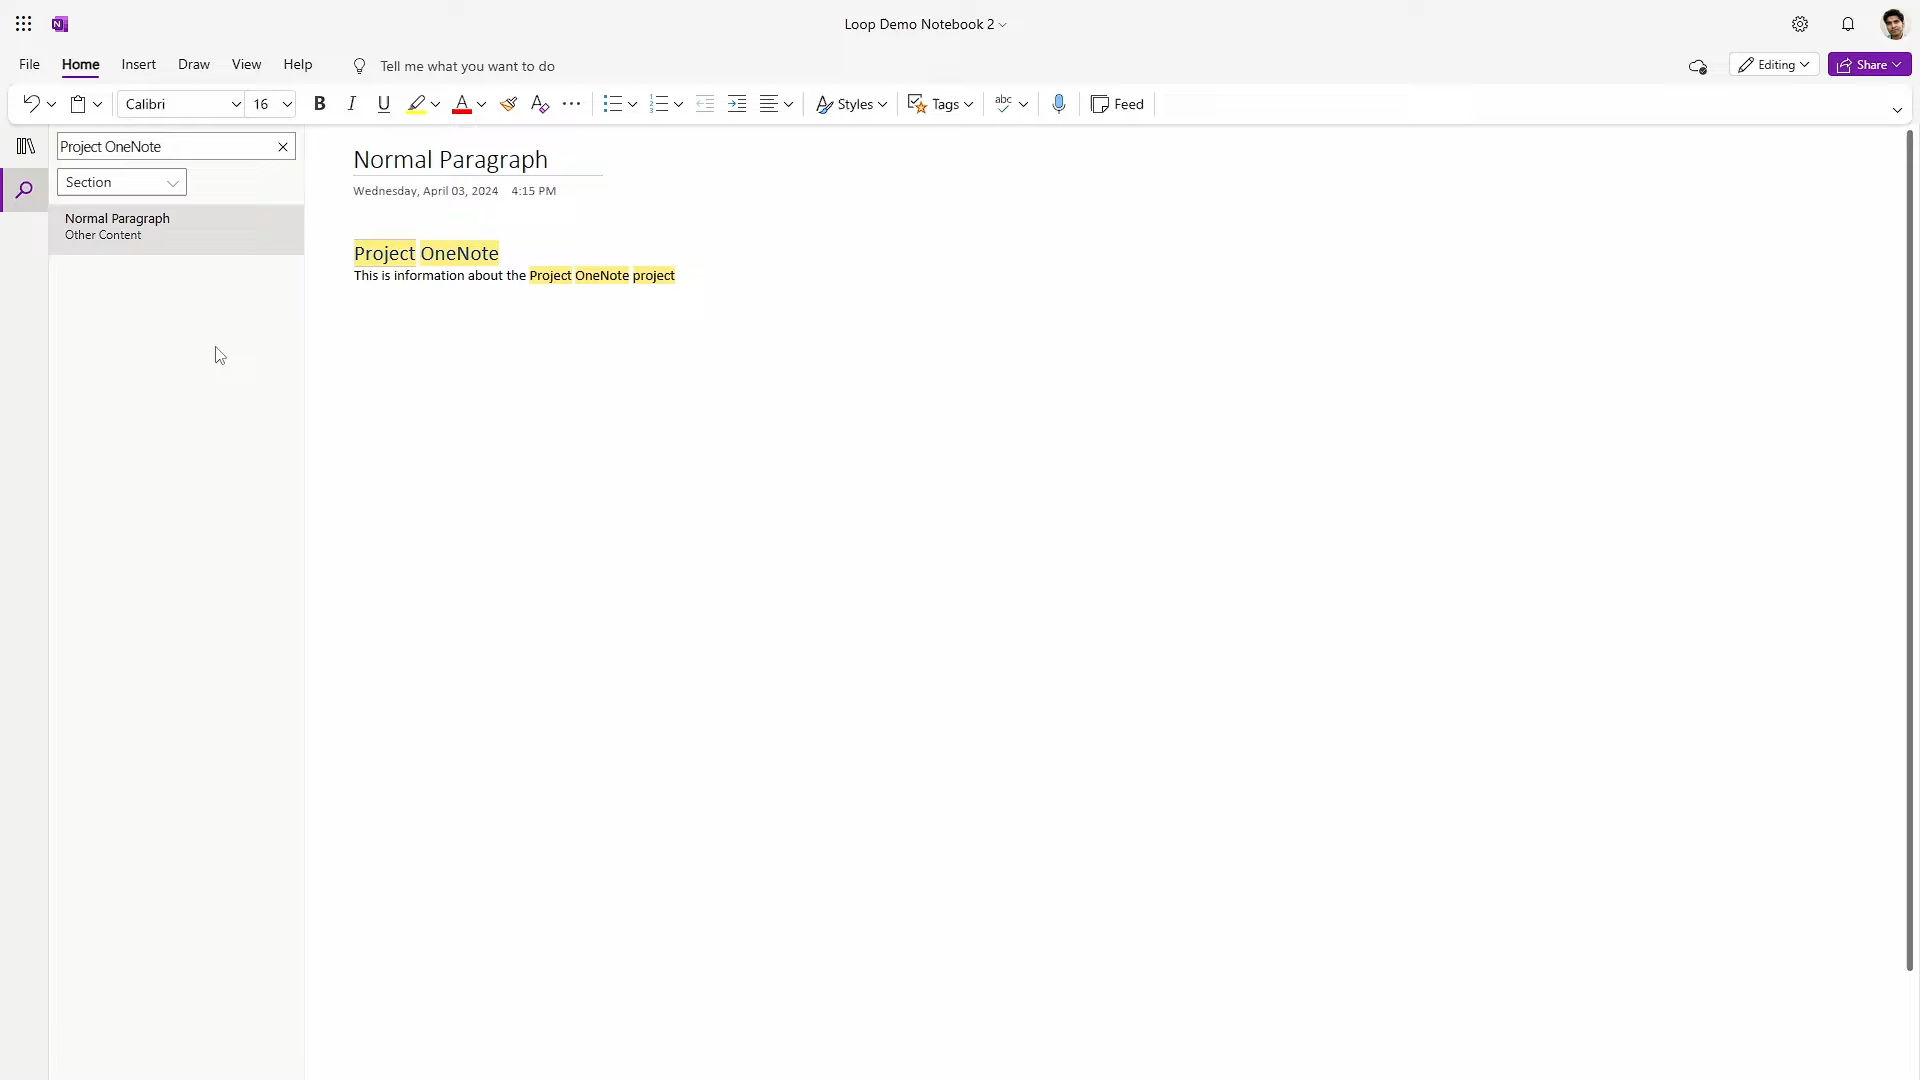 Loop Demo Notebook 2
File Home Insert Draw View Help Tell me what you want to do Editing Share
Calibri 16 B I U A A Styles Tags abc Feed
Project OneNote
Section
Normal Paragraph
Other Content
Normal Paragraph
Wednesday, April 03, 2024 4:15 PM
Project OneNote
This is information about the Project OneNote project